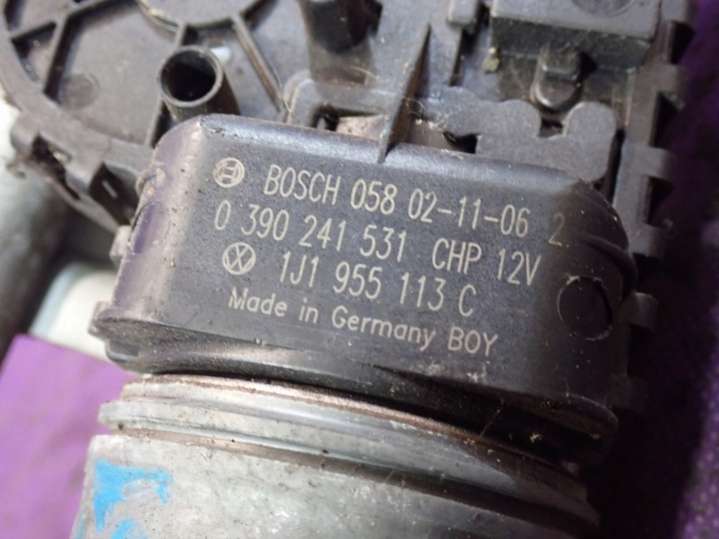 BOSCH 058 02-11-06 2
0 390 241 531 CHP 12V
1J1 955 113 C
Made in Germany BOY